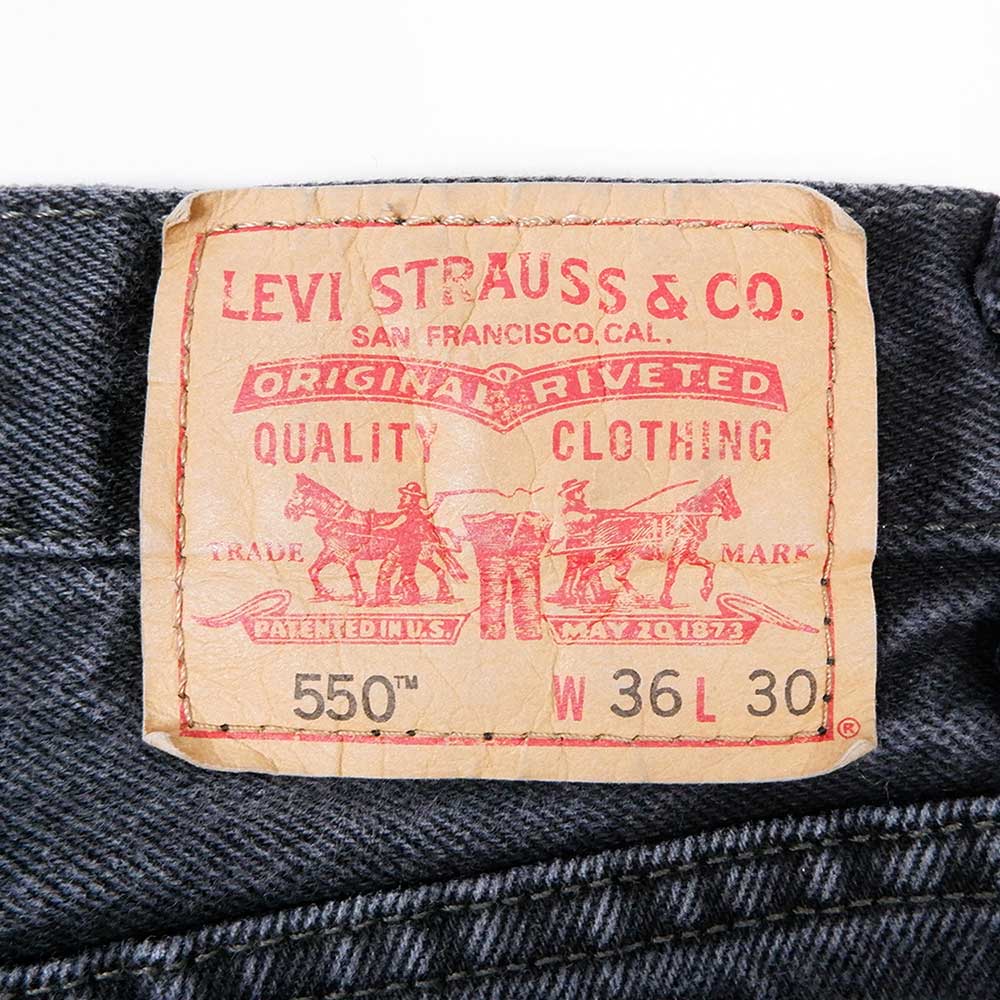 LEVI STRAUSS & CO.
SAN FRANCISCO, CAL.
ORIGINAL RIVETED
QUALITY CLOTHING
TRADE MARK
PATENTED IN U.S. MAY 20 1873
550™ W 36 L 30
®